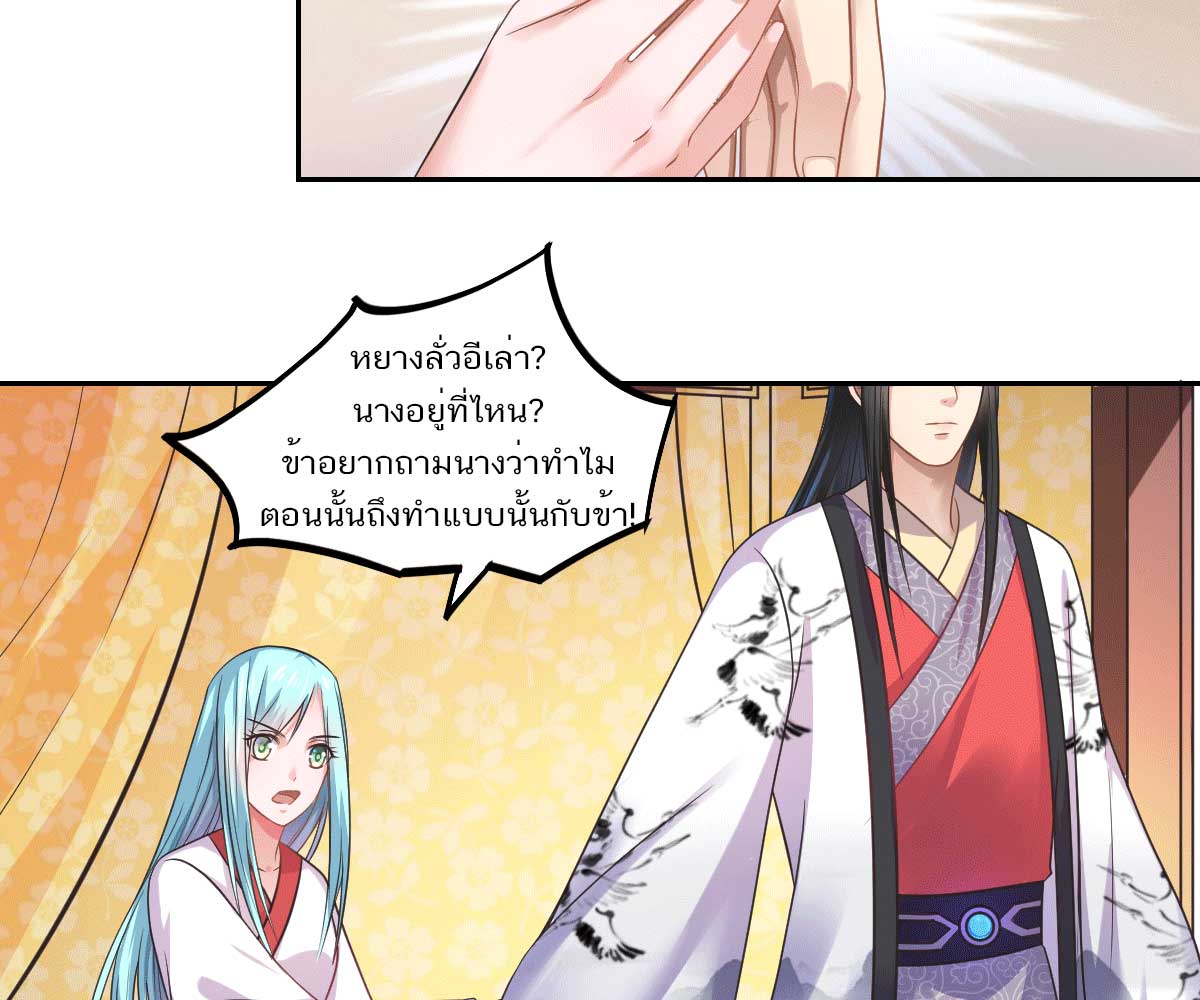 หยางลั่วอีเล่า?
นางอยู่ที่ไหน?
ข้าอยากถามนางว่าทำไม
ตอนนั้นถึงทำแบบนั้นกับข้า!